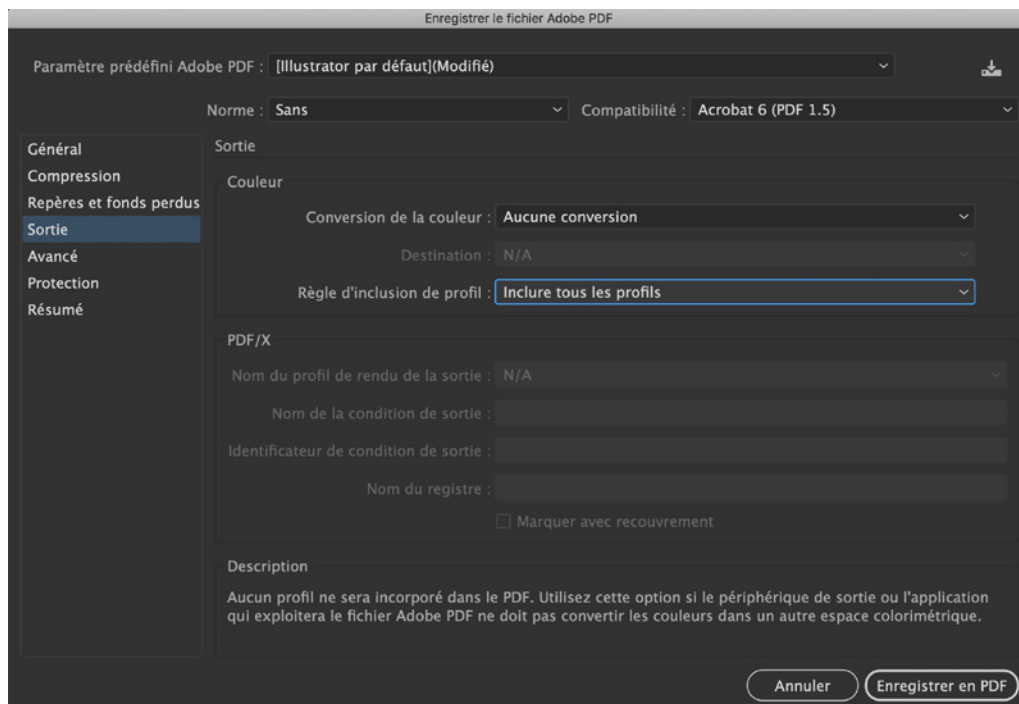 Enregistrer le fichier Adobe PDF
Paramètre prédéfini Adobe PDF : [Illustrator par défaut](Modifié)
Norme : Sans Compatibilité : Acrobat 6 (PDF 1.5)
Général
Compression
Repères et fonds perdus
Sortie
Avancé
Protection
Résumé
Sortie
Couleur
Conversion de la couleur : Aucune conversion
Destination : N/A
Règle d'inclusion de profil : Inclure tous les profils
PDF/X
Nom du profil de rendu de la sortie : N/A
Nom de la condition de sortie :
Identificateur de condition de sortie :
Nom du registre :
Marquer avec recouvrement
Description
Aucun profil ne sera incorporé dans le PDF. Utilisez cette option si le périphérique de sortie ou l'application
qui exploitera le fichier Adobe PDF ne doit pas convertir les couleurs dans un autre espace colorimétrique.
Annuler Enregistrer en PDF